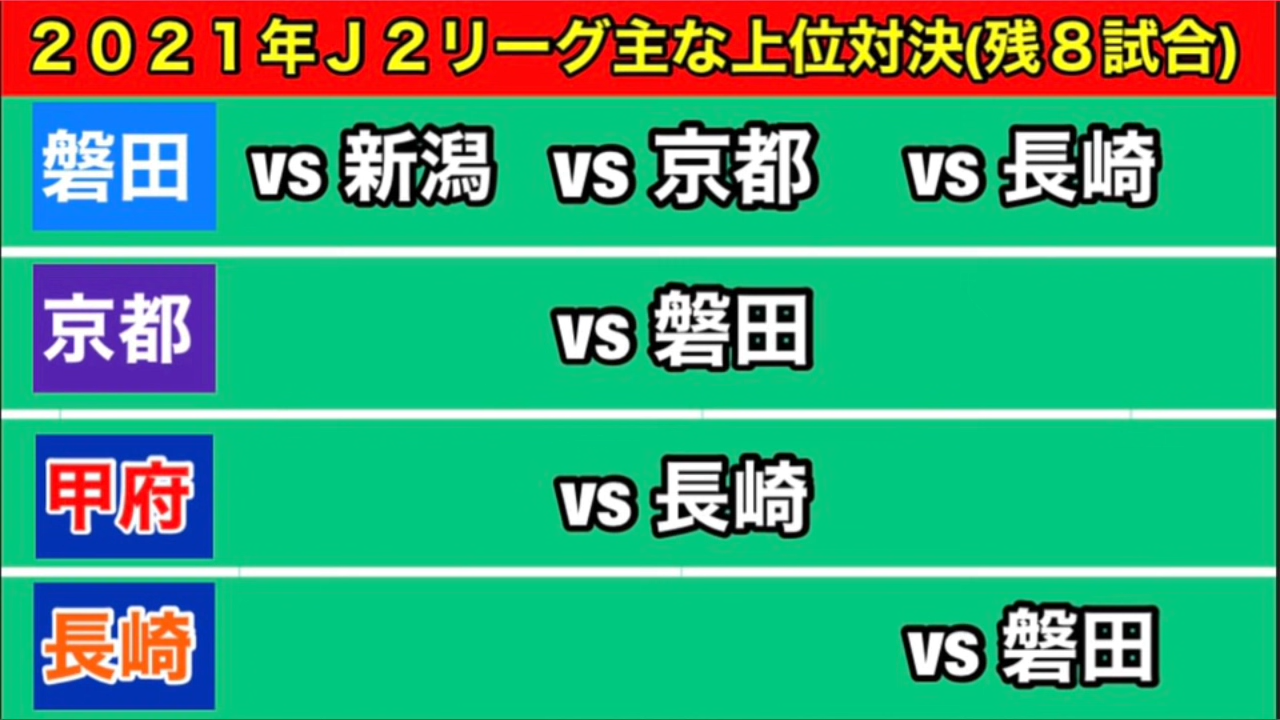 ２０２１年Ｊ２リーグ主な上位対決(残８試合)
磐田 vs 新潟 vs 京都 vs 長崎
京都 vs 磐田
甲府 vs 長崎
長崎 vs 磐田